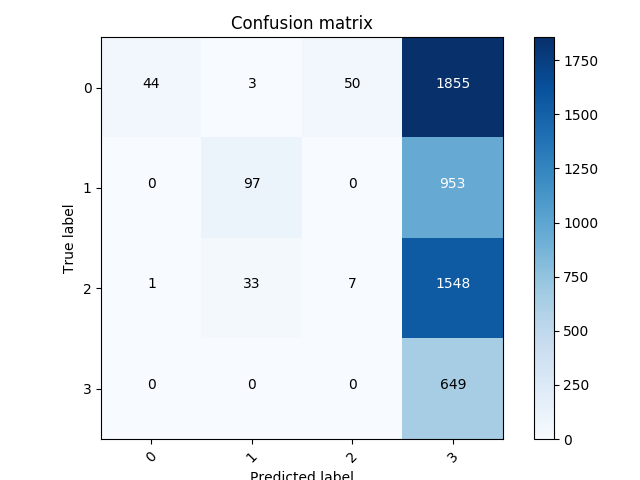 Confusion matrix
0 44 3 50 1855
1 0 97 0 953
2 1 33 7 1548
3 0 0 0 649
0 1 2 3
True label
Predicted label
1750
1500
1250
1000
750
500
250
0